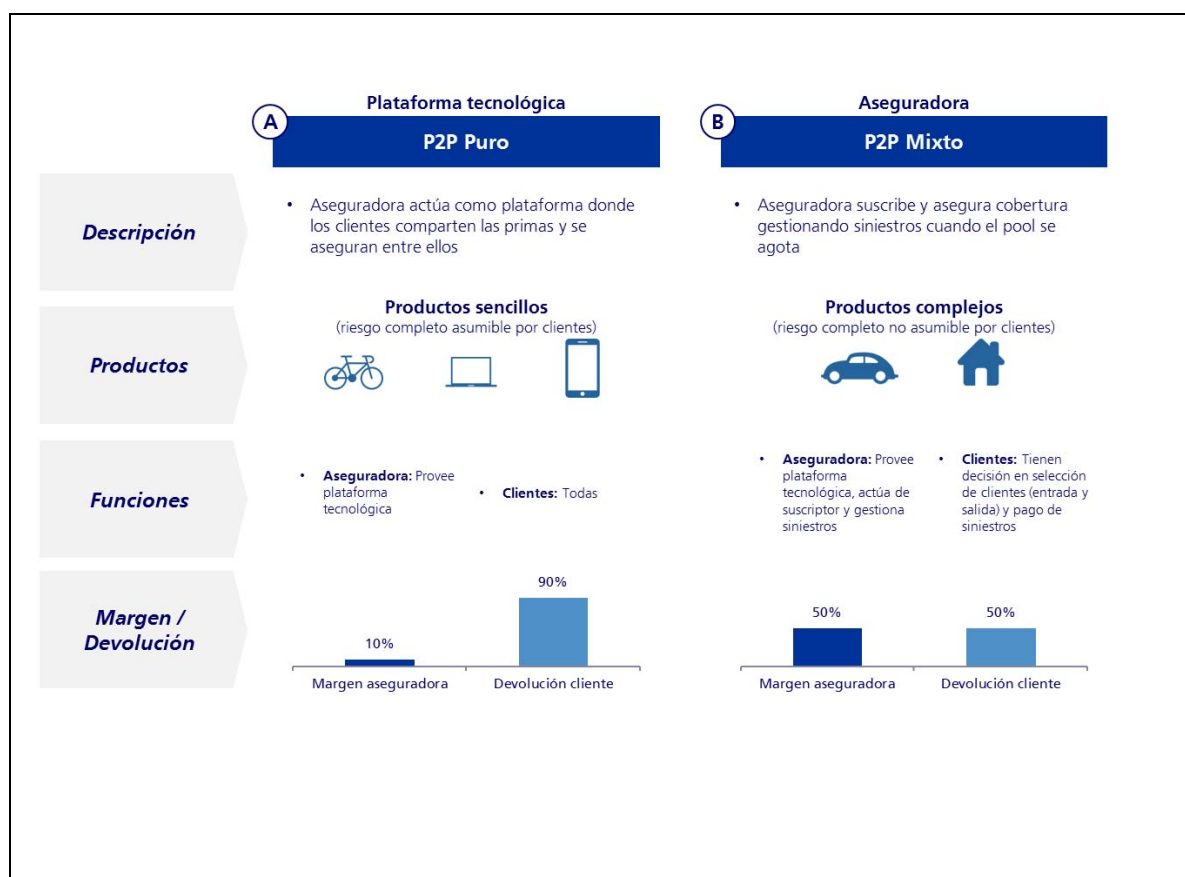 Plataforma tecnológica
A
P2P Puro
Aseguradora
B
P2P Mixto
Descripción
• Aseguradora actúa como plataforma donde
los clientes comparten las primas y se
aseguran entre ellos
• Aseguradora suscribe y asegura cobertura
gestionando siniestros cuando el pool se
agota
Productos
Productos sencillos
(riesgo completo asumible por clientes)
Productos complejos
(riesgo completo no asumible por clientes)
Funciones
• Aseguradora: Provee
plataforma
tecnológica
• Clientes: Todas
• Aseguradora: Provee
plataforma
tecnológica, actúa de
suscriptor y gestiona
siniestros
• Clientes: Tienen
decisión en selección
de clientes (entrada y
salida) y pago de
siniestros
Margen /
Devolución
10%
90%
Margen aseguradora
Devolución cliente
50%
50%
Margen aseguradora
Devolución cliente